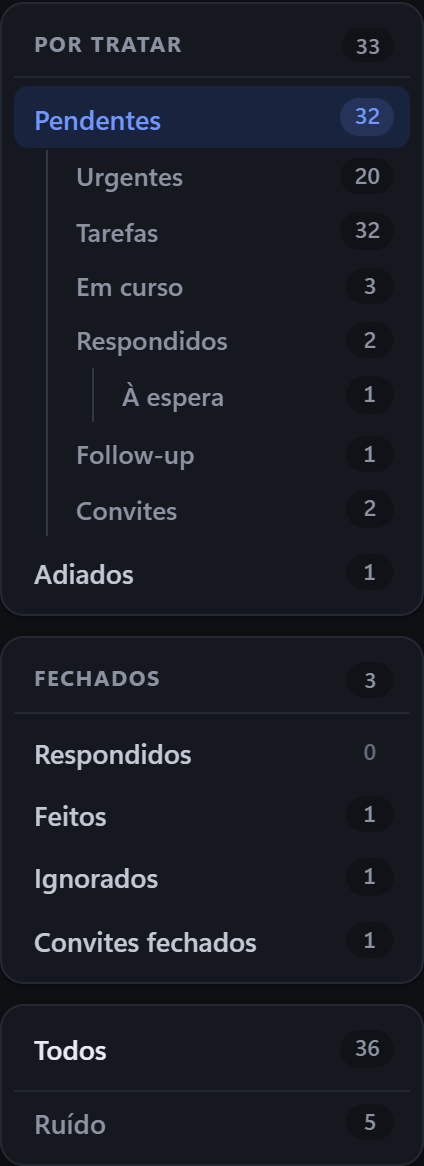 POR TRATAR 33
Pendentes 32
Urgentes 20
Tarefas 32
Em curso 3
Respondidos 2
À espera 1
Follow-up 1
Convites 2
Adiados 1
FECHADOS 3
Respondidos 0
Feitos 1
Ignorados 1
Convites fechados 1
Todos 36
Ruído 5